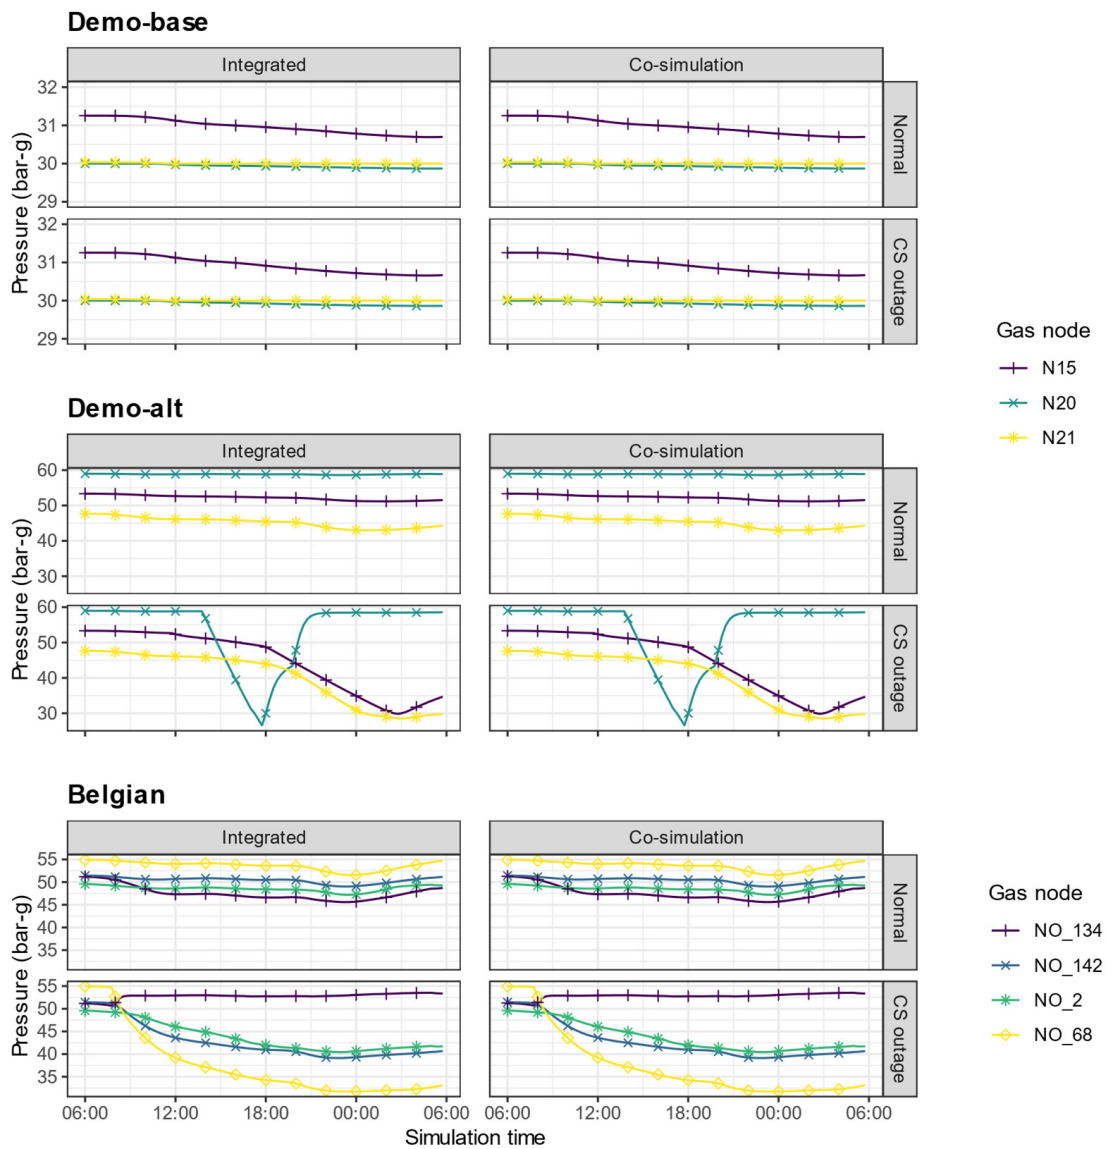 Demo-base
Integrated
Co-simulation
Pressure (bar-g)
32
31
30
29
Normal
32
31
30
29
CS outage
Gas node
N15
N20
N21
Demo-alt
Integrated
Co-simulation
Pressure (bar-g)
60
50
40
30
Normal
60
50
40
30
CS outage
Belgian
Integrated
Co-simulation
Pressure (bar-g)
55
50
45
40
35
Normal
55
50
45
40
35
CS outage
Gas node
NO_134
NO_142
NO_2
NO_68
06:00 12:00 18:00 00:00 06:00 06:00 12:00 18:00 00:00 06:00
Simulation time